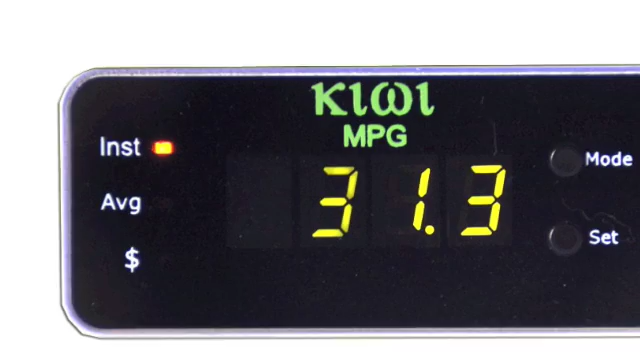 KIWI
MPG
Inst
Avg
$
31.3
Mode
Set